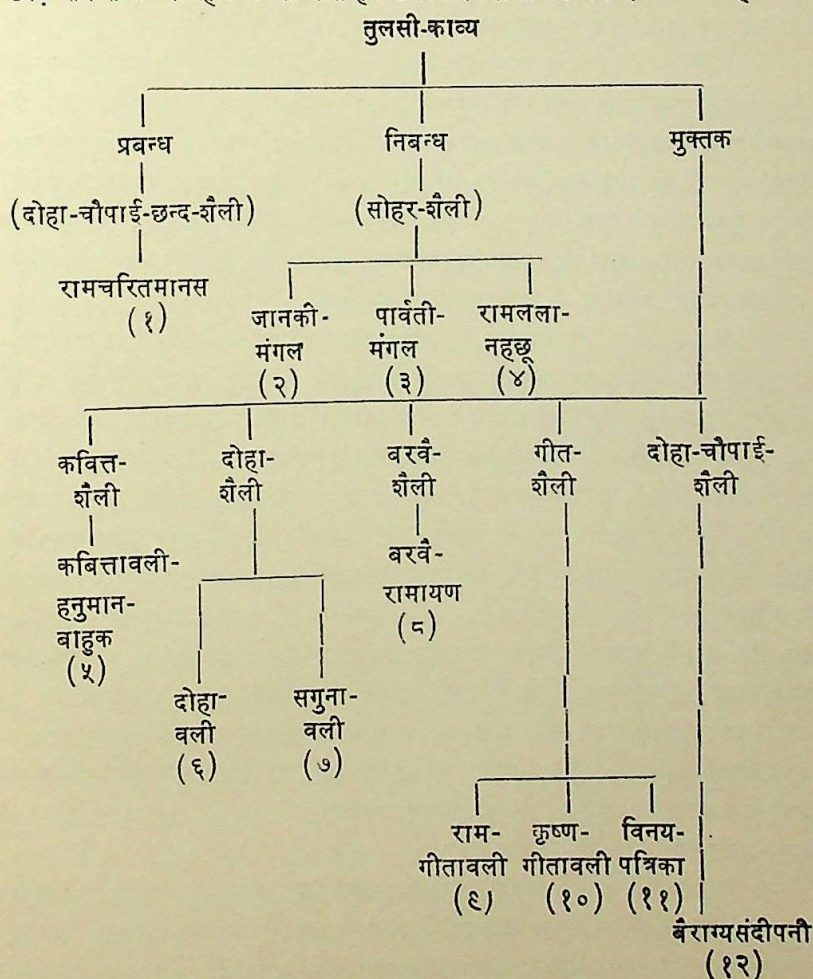 तुलसी-काव्य
प्रबन्ध निबन्ध मुक्तक
(दोहा-चौपाई-छन्द-शैली) (सोहर-शैली)
रामचरितमानस
(१)
जानकी- पार्वती- रामलला-
मंगल मंगल नहछू
(२) (३) (४)
कवित्त- दोहा- बरवै- गीत- दोहा-चौपाई-
शैली शैली शैली शैली शैली
कबित्तावली- बरवै-
हनुमान- रामायण
बाहुक (८)
(५)
दोहा- सगुना-
वली वली
(६) (७)
राम- कृष्ण- विनय-
गीतावली गीतावली पत्रिका
(९) (१०) (११)
बैराग्यसंदीपनी
(१२)